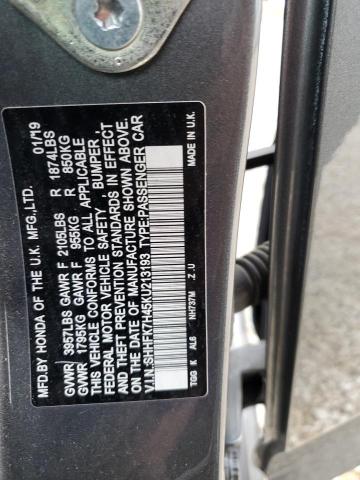 MFD. BY HONDA OF THE U.K. MFG.,LTD. 01/19
GVWR 3957LBS GAWR F 2105LBS R 1874LBS
GVWR 1795KG GAWR F 955KG R 850KG
THIS VEHICLE CONFORMS TO ALL APPLICABLE
FEDERAL MOTOR VEHICLE SAFETY, BUMPER,
AND THEFT PREVENTION STANDARDS IN EFFECT
ON THE DATE OF MANUFACTURE SHOWN ABOVE.
V.I.N.:SHHFK7H45KU213193 TYPE:PASSENGER CAR
TGG K AL6 NH737M .Z.U MADE IN U.K.